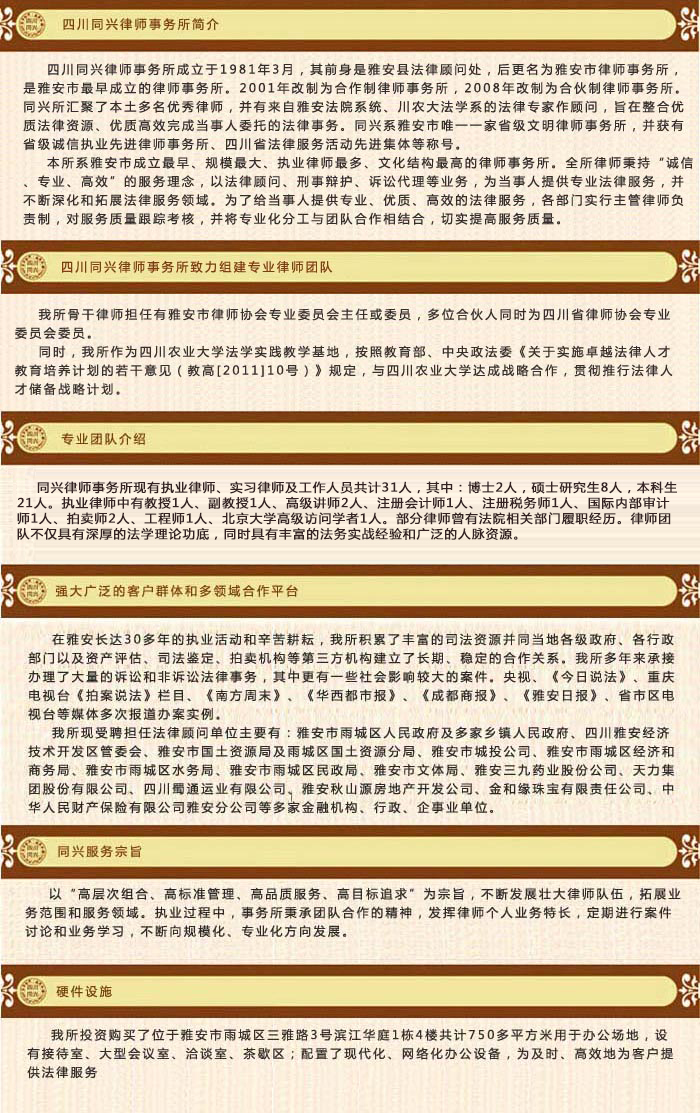 四川同兴律师事务所简介
四川同兴律师事务所成立于1981年3月，其前身是雅安县法律顾问处，后更名为雅安市律师事务所，
是雅安市最早成立的律师事务所。2001年改制为合作制律师事务所，2008年改制为合伙制律师事务所。
同兴所汇聚了本土多名优秀律师，并有来自雅安法院系统、川农大法学系的法律专家作顾问，旨在整合优
质法律资源、优质高效完成当事人委托的法律事务。同兴系雅安市唯一一家省级文明律师事务所，并获有
省级诚信执业先进律师事务所、四川省法律服务活动先进集体等称号。
本所系雅安市成立最早、规模最大、执业律师最多、文化结构最高的律师事务所。全所律师秉持“诚信
、专业、高效”的服务理念，以法律顾问、刑事辩护、诉讼代理等业务，为当事人提供专业法律服务，并
不断深化和拓展法律服务领域。为了给当事人提供专业、优质、高效的法律服务，各部门实行主管律师负
责制，对服务质量跟踪考核，并将专业化分工与团队合作相结合，切实提高服务质量。
四川同兴律师事务所致力组建专业律师团队
我所骨干律师担任有雅安市律师协会专业委员会主任或委员，多位合伙人同时为四川省律师协会专业
委员会委员。
同时，我所作为四川农业大学法学实践教学基地，按照教育部、中央政法委《关于实施卓越法律人才
教育培养计划的若干意见（教高[2011]10号）》规定，与四川农业大学达成战略合作，贯彻推行法律人
才储备战略计划。
专业团队介绍
同兴律师事务所现有执业律师、实习律师及工作人员共计31人，其中：博士2人，硕士研究生8人，本科生
21人。执业律师中有教授1人、副教授1人、高级讲师2人、注册会计师1人、注册税务师1人、国际内部审计
师1人、拍卖师2人、工程师1人、北京大学高级访问学者1人。部分律师曾有法院相关部门履职经历。律师团
队不仅具有深厚的法学理论功底，同时具有丰富的法务实战经验和广泛的人脉资源。
强大广泛的客户群体和多领域合作平台
在雅安长达30多年的执业活动和辛苦耕耘，我所积累了丰富的司法资源并同当地各级政府、各行政
部门以及资产评估、司法鉴定、拍卖机构等第三方机构建立了长期、稳定的合作关系。我所多年来承接
办理了大量的诉讼和非诉讼法律事务，其中更有一些社会影响较大的案件。央视、《今日说法》、重庆
电视台《拍案说法》栏目、《南方周末》、《华西都市报》、《成都商报》、《雅安日报》、省市区电
视台等媒体多次报道办案实例。
我所现受聘担任法律顾问单位主要有：雅安市雨城区人民政府及多家乡镇人民政府、四川雅安经济
技术开发区管委会、雅安市国土资源局及雨城区国土资源分局、雅安市城投公司、雅安市雨城区经济和
商务局、雅安市雨城区水务局、雅安市雨城区民政局、雅安市文体局、雅安三九药业股份公司、天力集
团股份有限公司、四川蜀通运业有限公司、雅安秋山源房地产开发公司、金和缘珠宝有限责任公司、中
华人民财产保险有限公司雅安分公司等多家金融机构、行政、企事业单位。
同兴服务宗旨
以“高层次组合、高标准管理、高品质服务、高目标追求”为宗旨，不断发展壮大律师队伍，拓展业
务范围和服务领域。执业过程中，事务所秉承团队合作的精神，发挥律师个人业务特长，定期进行案件
讨论和业务学习，不断向规模化、专业化方向发展。
硬件设施
我所投资购买了位于雅安市雨城区三雅路3号滨江华庭1栋4楼共计750多平方米用于办公场地，设
有接待室、大型会议室、洽谈室、茶歇区；配置了现代化、网络化办公设备，为及时、高效地为客户提
供法律服务